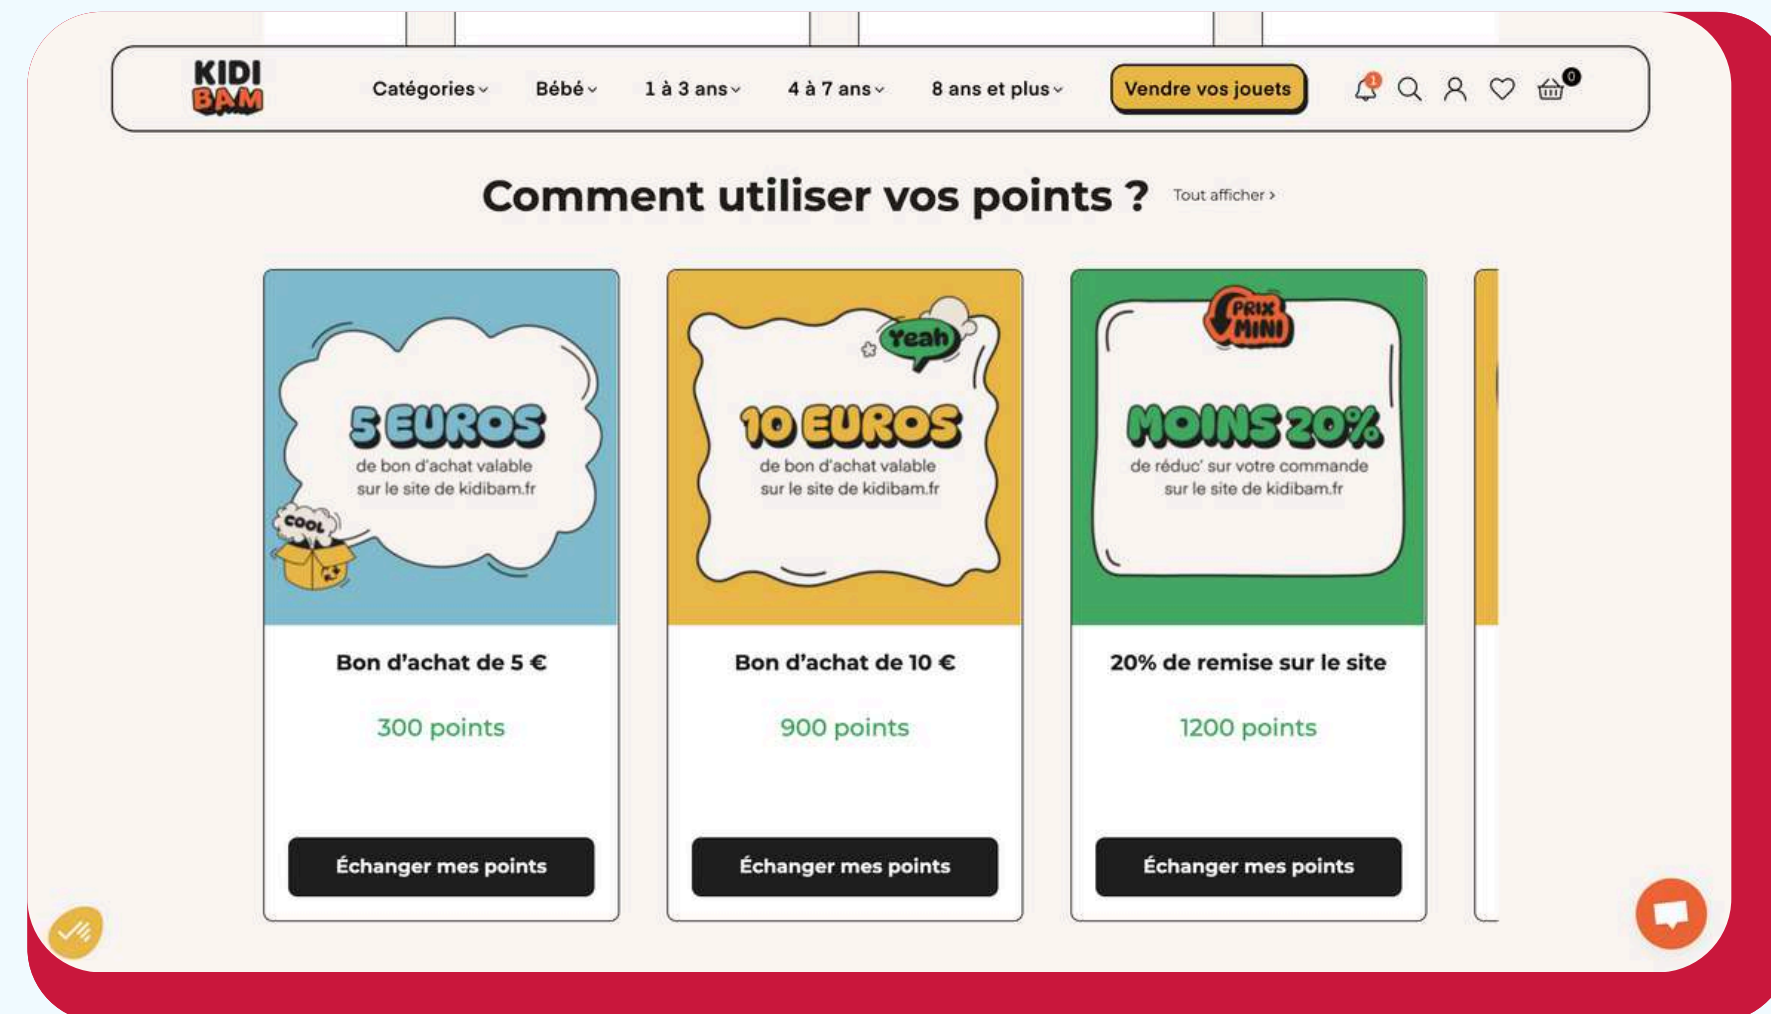 KIDI
BAM
Catégories
Bébé
1 à 3 ans
4 à 7 ans
8 ans et plus
Vendre vos jouets
1
0
Comment utiliser vos points ?
Tout afficher >
5 EUROS
de bon d'achat valable
sur le site de kidibam.fr
COOL
Bon d’achat de 5 €
300 points
Échanger mes points
Yeah
10 EUROS
de bon d'achat valable
sur le site de kidibam.fr
Bon d’achat de 10 €
900 points
Échanger mes points
PRIX
MINI
MOINS 20%
de réduc' sur votre commande
sur le site de kidibam.fr
20% de remise sur le site
1200 points
Échanger mes points